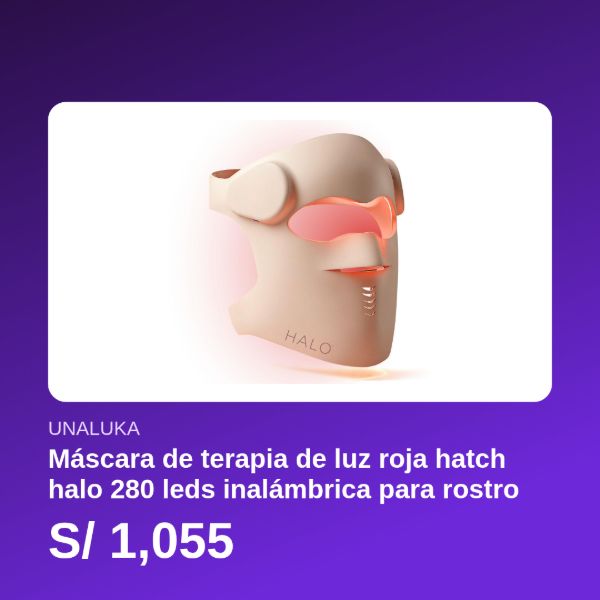 HALO
UNALUKA
Máscara de terapia de luz roja hatch
halo 280 leds inalámbrica para rostro
S/ 1,055